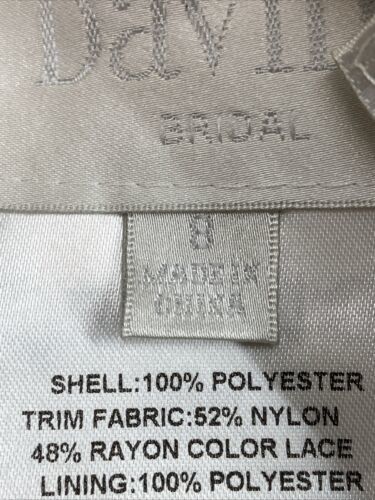 BRIDAL
8
MADE IN
CHINA
SHELL:100% POLYESTER
TRIM FABRIC:52% NYLON
48% RAYON COLOR LACE
LINING:100% POLYESTER